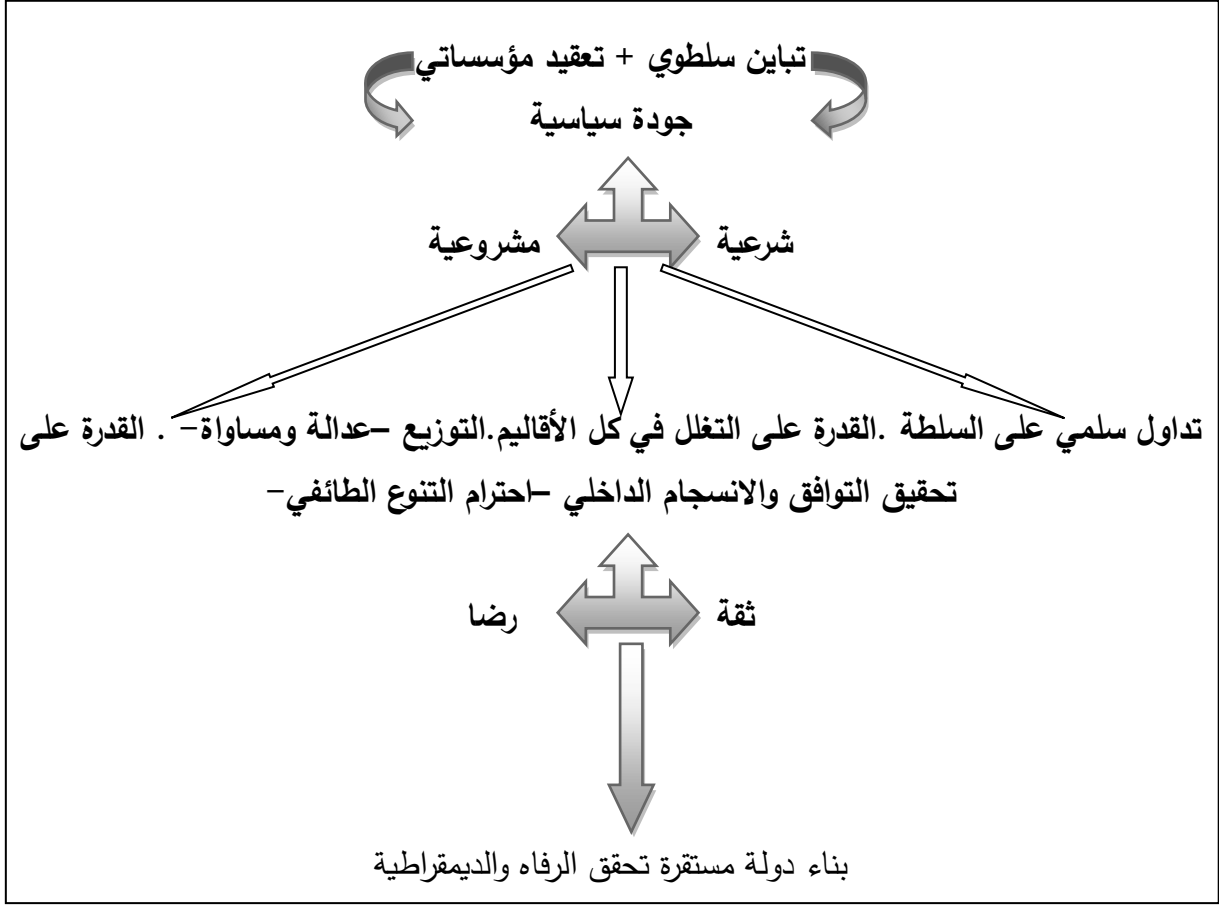 تباين سلطوي + تعقيد مؤسساتي
جودة سياسية
شرعية
مشروعية
تداول سلمي على السلطة .القدرة على التغلل في كل الأقاليم.التوزيع –عدالة ومساواة– . القدرة على
تحقيق التوافق والانسجام الداخلي –احترام التنوع الطائفي–
ثقة
رضا
بناء دولة مستقرة تحقق الرفاه والديمقراطية